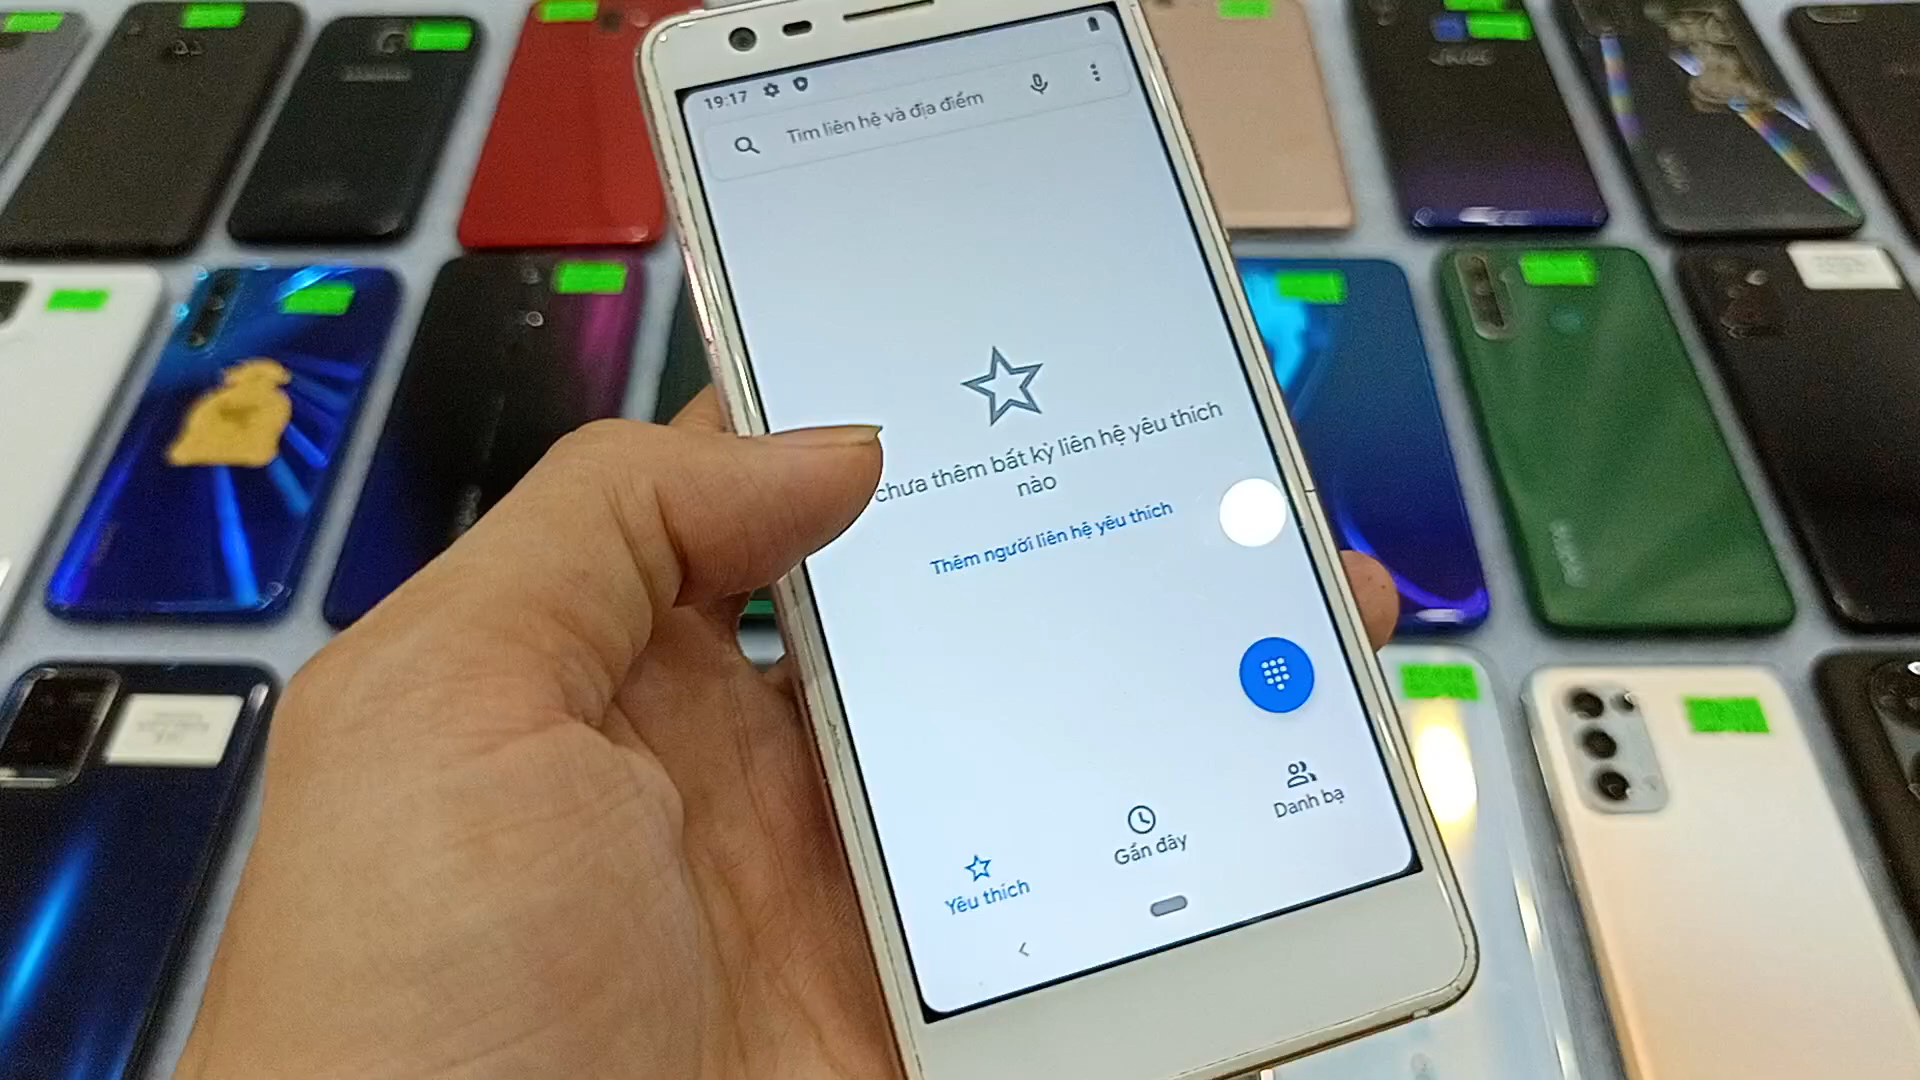 19:17
Tìm liên hệ và địa điểm
chưa thêm bất kỳ liên hệ yêu thích
nào
Thêm người liên hệ yêu thích
Yêu thích
Gần đây
Danh bạ